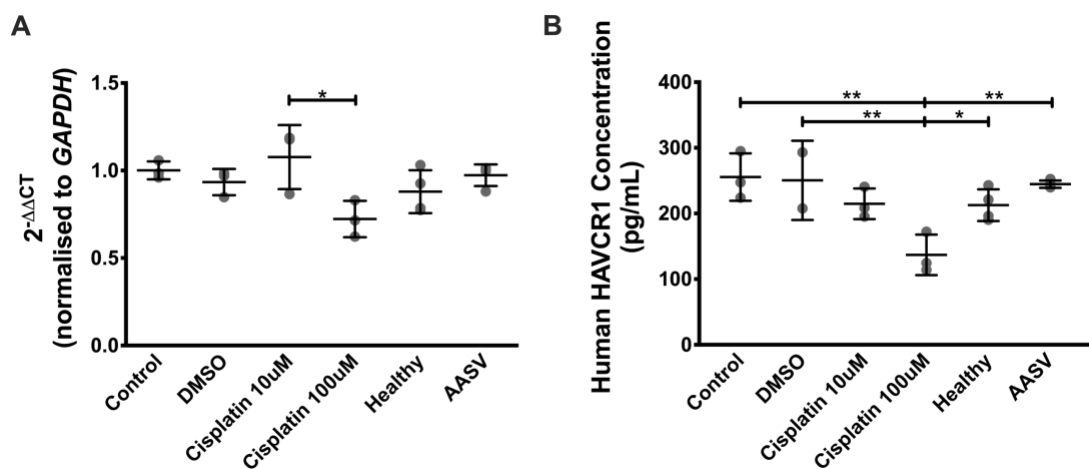 A
2-ΔΔCT
(normalised to GAPDH)
1.5
1.0
0.5
0.0
*
Control
DMSO
Cisplatin 10uM
Cisplatin 100uM
Healthy
AASV
B
Human HAVCR1 Concentration
(pg/mL)
400
300
200
100
0
**
**
**
*
Control
DMSO
Cisplatin 10uM
Cisplatin 100uM
Healthy
AASV